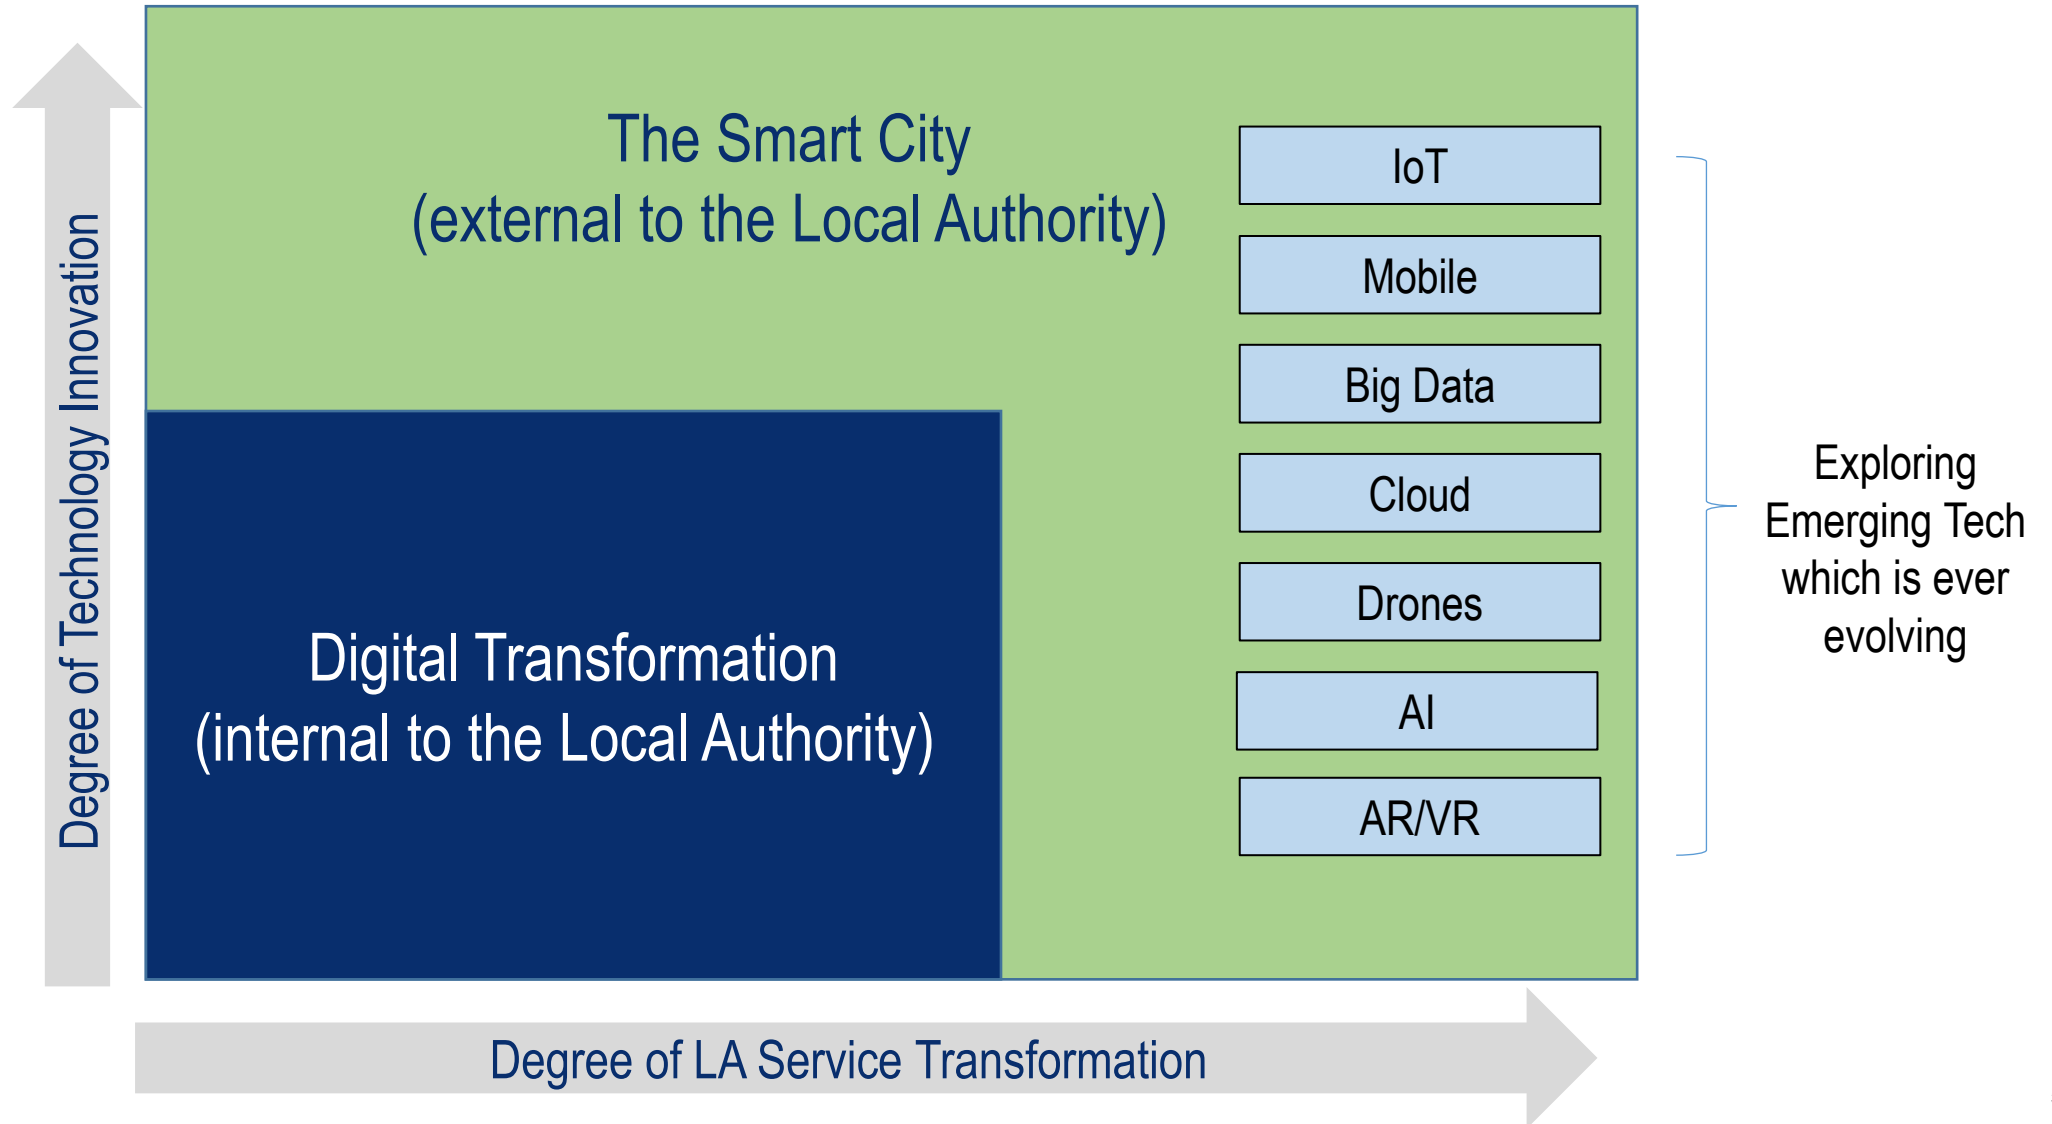 The Smart City
(external to the Local Authority)
IoT
Mobile
Big Data
Cloud
Drones
AI
AR/VR
Exploring
Emerging Tech
which is ever
evolving
Digital Transformation
(internal to the Local Authority)
Degree of Technology Innovation
Degree of LA Service Transformation